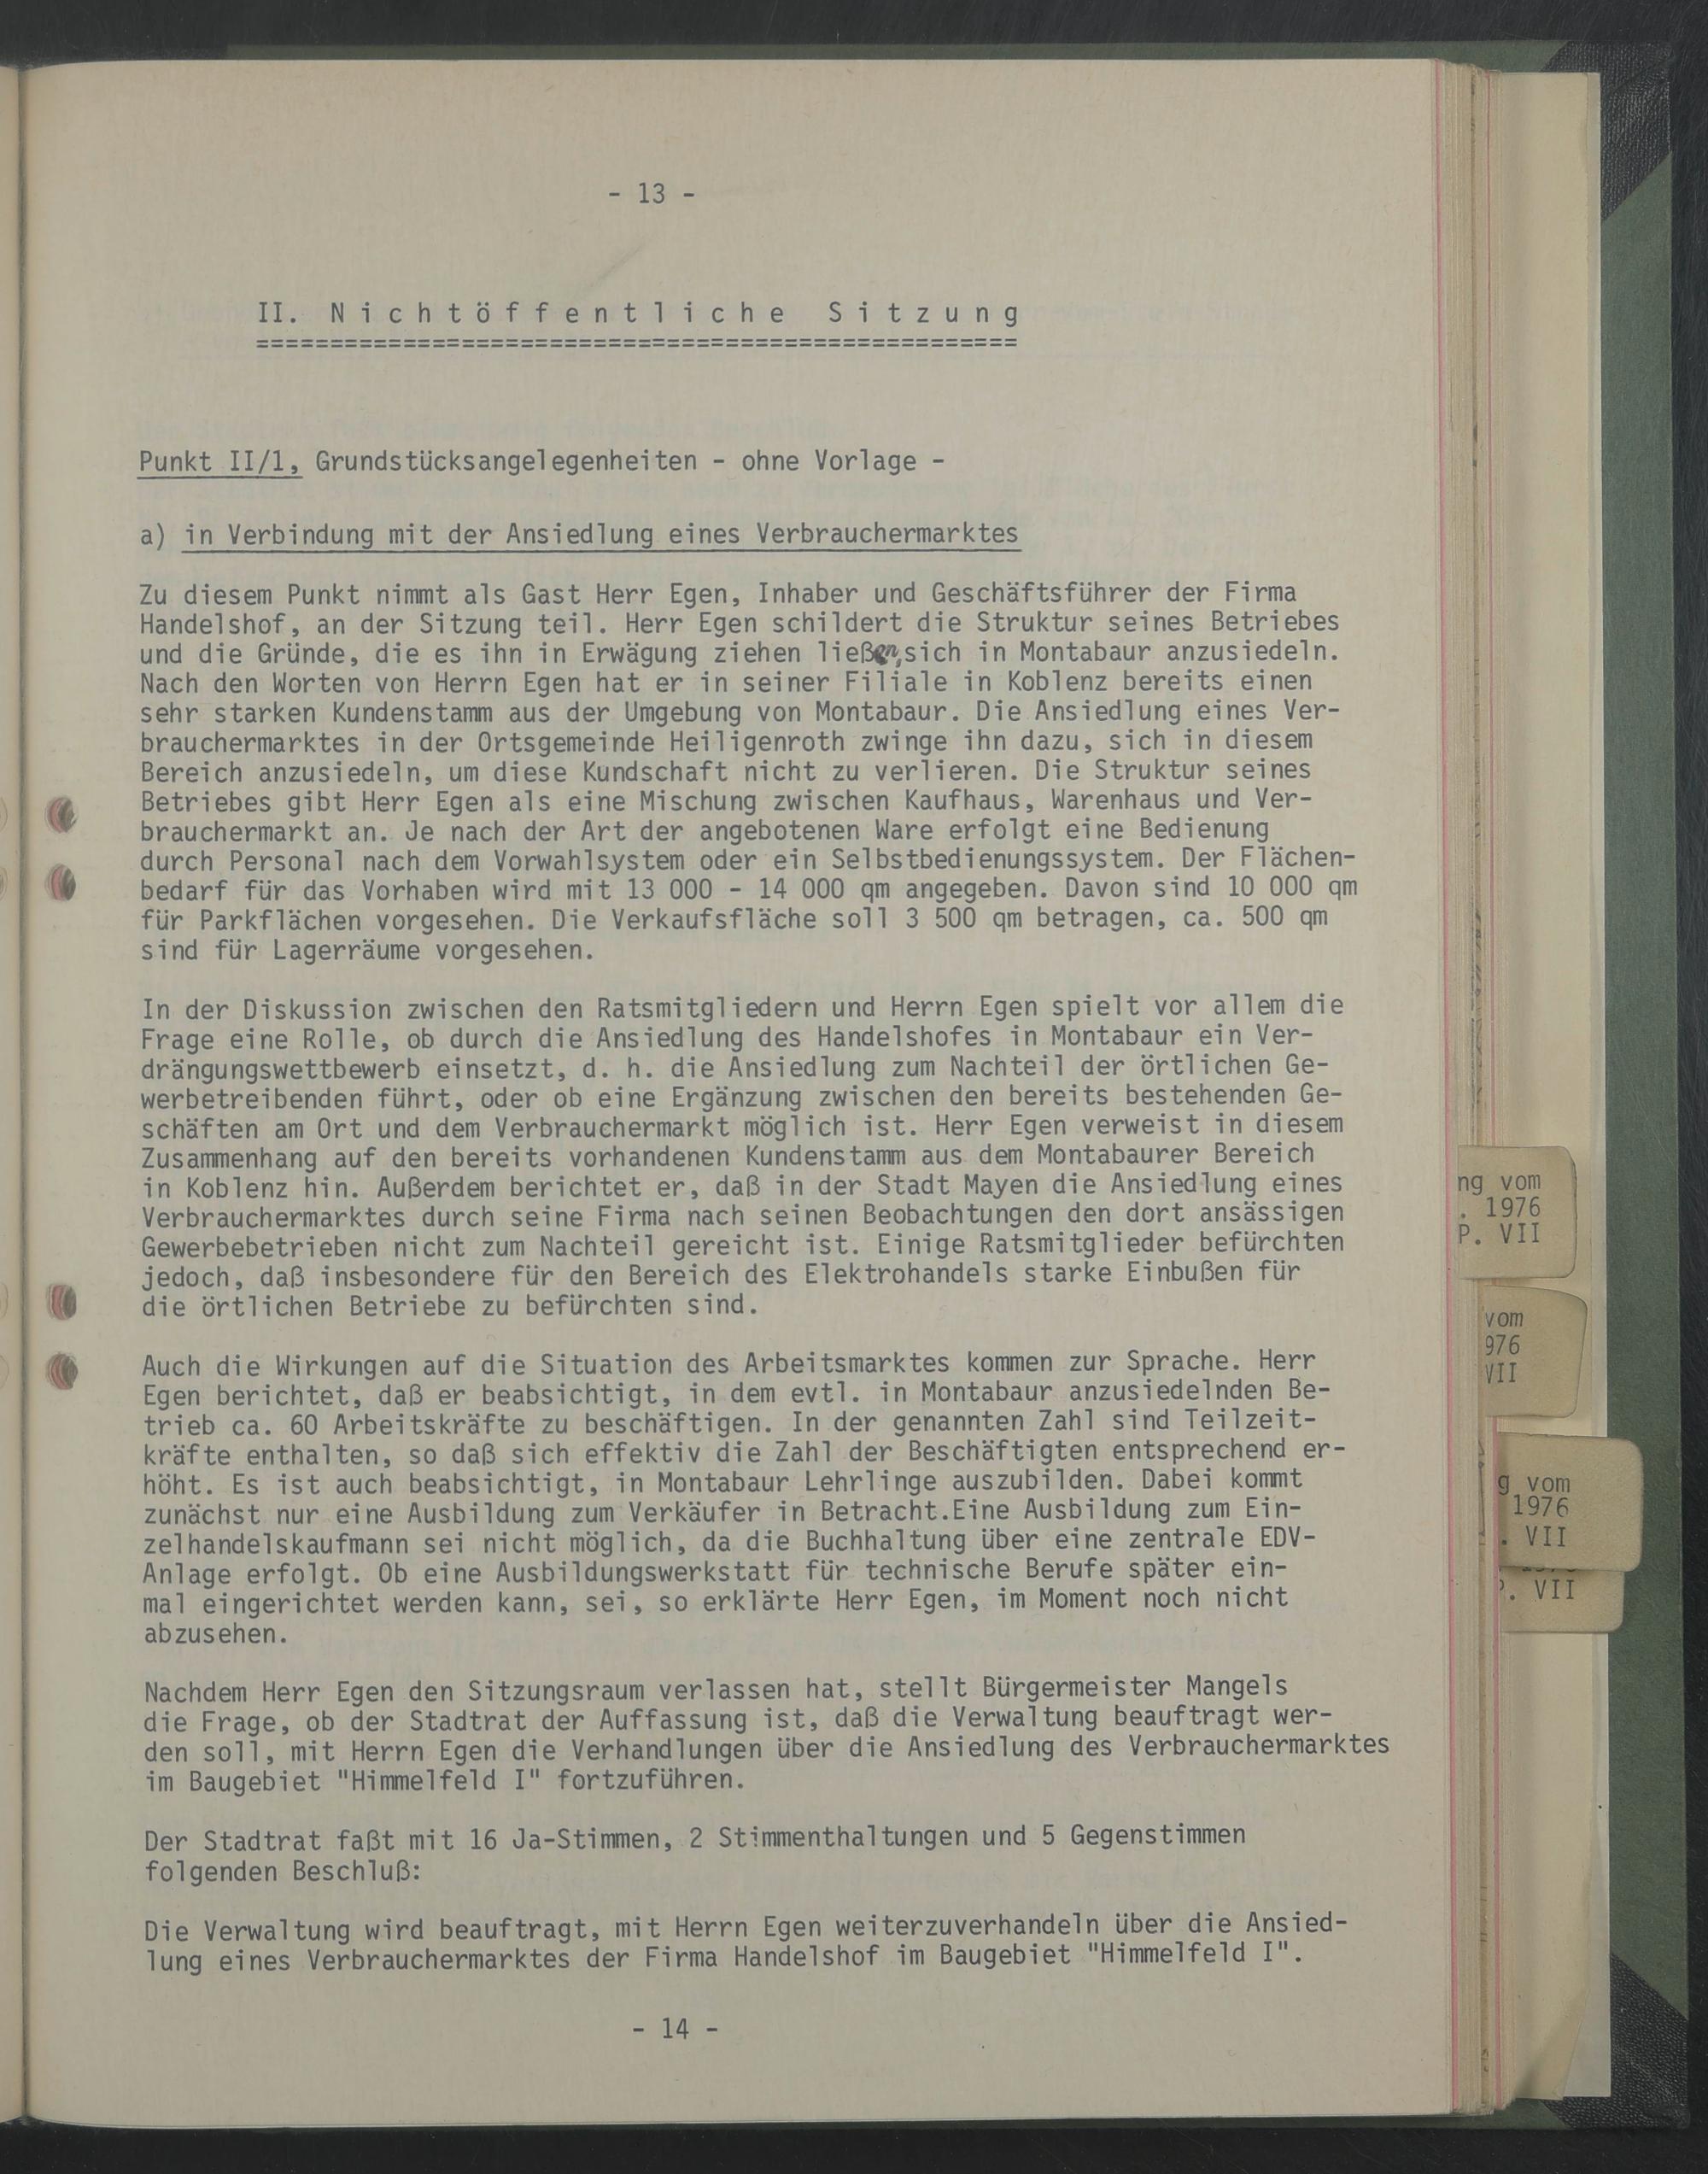 - 13 -
II. Nichtöffentliche Sitzung
====================================================
Punkt II/1, Grundstücksangelegenheiten - ohne Vorlage -
a) in Verbindung mit der Ansiedlung eines Verbrauchermarktes
Zu diesem Punkt nimmt als Gast Herr Egen, Inhaber und Geschäftsführer der Firma
Handelshof, an der Sitzung teil. Herr Egen schildert die Struktur seines Betriebes
und die Gründe, die es ihn in Erwägung ziehen ließen, sich in Montabaur anzusiedeln.
Nach den Worten von Herrn Egen hat er in seiner Filiale in Koblenz bereits einen
sehr starken Kundenstamm aus der Umgebung von Montabaur. Die Ansiedlung eines Ver-
brauchermarktes in der Ortsgemeinde Heiligenroth zwinge ihn dazu, sich in diesem
Bereich anzusiedeln, um diese Kundschaft nicht zu verlieren. Die Struktur seines
Betriebes gibt Herr Egen als eine Mischung zwischen Kaufhaus, Warenhaus und Ver-
brauchermarkt an. Je nach der Art der angebotenen Ware erfolgt eine Bedienung
durch Personal nach dem Vorwahlsystem oder ein Selbstbedienungssystem. Der Flächen-
bedarf für das Vorhaben wird mit 13 000 - 14 000 qm angegeben. Davon sind 10 000 qm
für Parkflächen vorgesehen. Die Verkaufsfläche soll 3 500 qm betragen, ca. 500 qm
sind für Lagerräume vorgesehen.
In der Diskussion zwischen den Ratsmitgliedern und Herrn Egen spielt vor allem die
Frage eine Rolle, ob durch die Ansiedlung des Handelshofes in Montabaur ein Ver-
drängungswettbewerb einsetzt, d. h. die Ansiedlung zum Nachteil der örtlichen Ge-
werbetreibenden führt, oder ob eine Ergänzung zwischen den bereits bestehenden Ge-
schäften am Ort und dem Verbrauchermarkt möglich ist. Herr Egen verweist in diesem
Zusammenhang auf den bereits vorhandenen Kundenstamm aus dem Montabaurer Bereich
in Koblenz hin. Außerdem berichtet er, daß in der Stadt Mayen die Ansiedlung eines
Verbrauchermarktes durch seine Firma nach seinen Beobachtungen den dort ansässigen
Gewerbebetrieben nicht zum Nachteil gereicht ist. Einige Ratsmitglieder befürchten
jedoch, daß insbesondere für den Bereich des Elektrohandels starke Einbußen für
die örtlichen Betriebe zu befürchten sind.
Auch die Wirkungen auf die Situation des Arbeitsmarktes kommen zur Sprache. Herr
Egen berichtet, daß er beabsichtigt, in dem evtl. in Montabaur anzusiedelnden Be-
trieb ca. 60 Arbeitskräfte zu beschäftigen. In der genannten Zahl sind Teilzeit-
kräfte enthalten, so daß sich effektiv die Zahl der Beschäftigten entsprechend er-
höht. Es ist auch beabsichtigt, in Montabaur Lehrlinge auszubilden. Dabei kommt
zunächst nur eine Ausbildung zum Verkäufer in Betracht.Eine Ausbildung zum Ein-
zelhandelskaufmann sei nicht möglich, da die Buchhaltung über eine zentrale EDV-
Anlage erfolgt. Ob eine Ausbildungswerkstatt für technische Berufe später ein-
mal eingerichtet werden kann, sei, so erklärte Herr Egen, im Moment noch nicht
abzusehen.
Nachdem Herr Egen den Sitzungsraum verlassen hat, stellt Bürgermeister Mangels
die Frage, ob der Stadtrat der Auffassung ist, daß die Verwaltung beauftragt wer-
den soll, mit Herrn Egen die Verhandlungen über die Ansiedlung des Verbrauchermarktes
im Baugebiet "Himmelfeld I" fortzuführen.
Der Stadtrat faßt mit 16 Ja-Stimmen, 2 Stimmenthaltungen und 5 Gegenstimmen
folgenden Beschluß:
Die Verwaltung wird beauftragt, mit Herrn Egen weiterzuverhandeln über die Ansied-
lung eines Verbrauchermarktes der Firma Handelshof im Baugebiet "Himmelfeld I".
- 14 -
ng vom
. 1976
P. VII
vom
976
VII
g vom
1976
. VII
P. VII